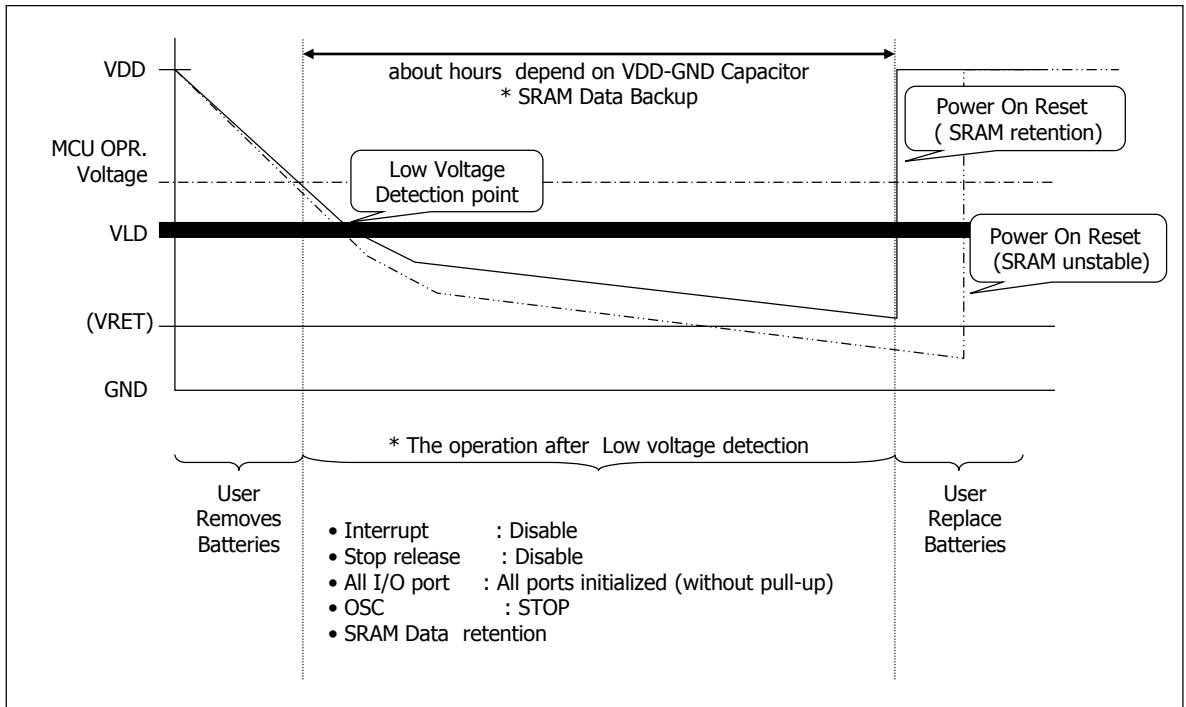 VDD
about hours depend on VDD-GND Capacitor
* SRAM Data Backup
Power On Reset
( SRAM retention)
MCU OPR.
Voltage
Low Voltage
Detection point
VLD
Power On Reset
(SRAM unstable)
(VRET)
GND
* The operation after Low voltage detection
User
Removes
Batteries
• Interrupt : Disable
• Stop release : Disable
• All I/O port : All ports initialized (without pull-up)
• OSC : STOP
• SRAM Data retention
User
Replace
Batteries